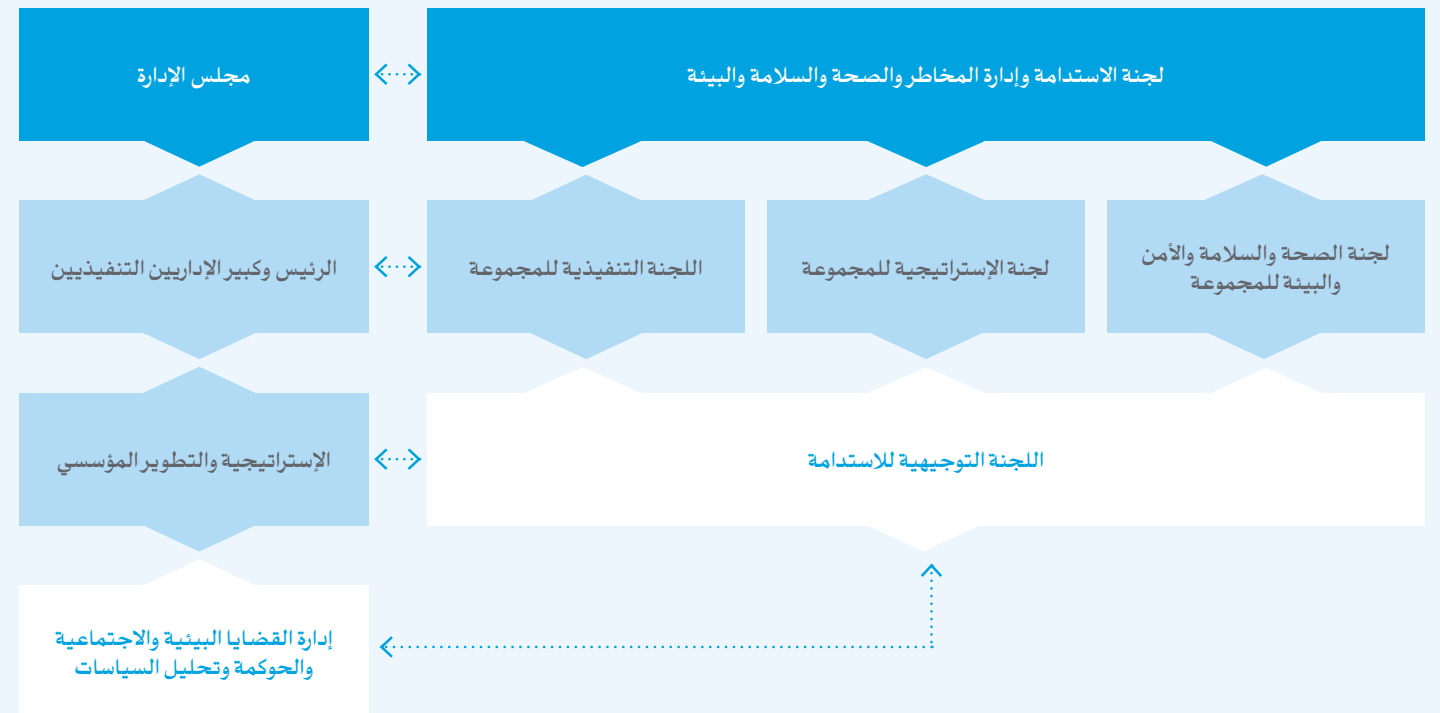 لجنة الاستدامة وإدارة المخاطر والصحة والسلامة والبيئة
مجلس الإدارة
لجنة الصحة والسلامة والأمن
والبيئة للمجموعة
لجنة الإستراتيجية للمجموعة
اللجنة التنفيذية للمجموعة
الرئيس وكبير الإداريين التنفيذيين
اللجنة التوجيهية للاستدامة
الإستراتيجية والتطوير المؤسسي
إدارة القضايا البيئية والاجتماعية
والحوكمة وتحليل السياسات